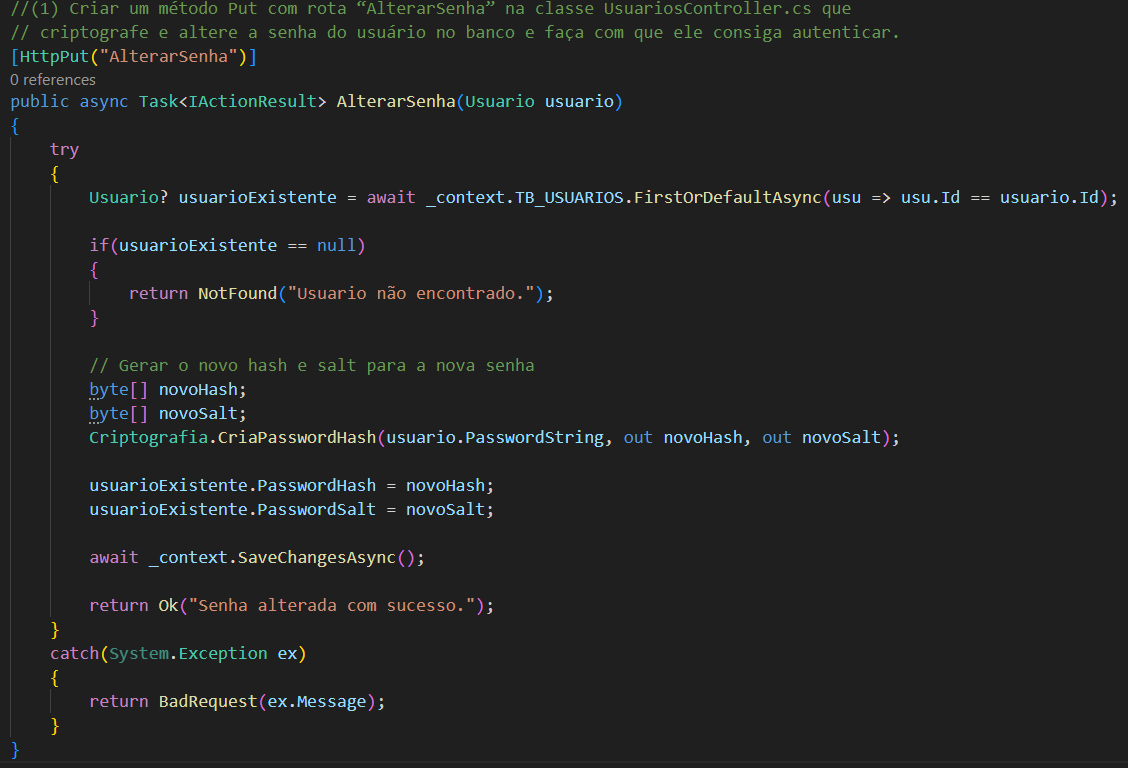 //(1) Criar um método Put com rota “AlterarSenha” na classe UsuariosController.cs que
// criptografe e altere a senha do usuário no banco e faça com que ele consiga autenticar.
[HttpPut("AlterarSenha")]
0 references
public async Task<IActionResult> AlterarSenha(Usuario usuario)
{
try
{
Usuario? usuarioExistente = await _context.TB_USUARIOS.FirstOrDefaultAsync(usu => usu.Id == usuario.Id);
if(usuarioExistente == null)
{
return NotFound("Usuario não encontrado.");
}
// Gerar o novo hash e salt para a nova senha
byte[] novoHash;
byte[] novoSalt;
Criptografia.CriaPasswordHash(usuario.PasswordString, out novoHash, out novoSalt);
usuarioExistente.PasswordHash = novoHash;
usuarioExistente.PasswordSalt = novoSalt;
await _context.SaveChangesAsync();
return Ok("Senha alterada com sucesso.");
}
catch(System.Exception ex)
{
return BadRequest(ex.Message);
}
}